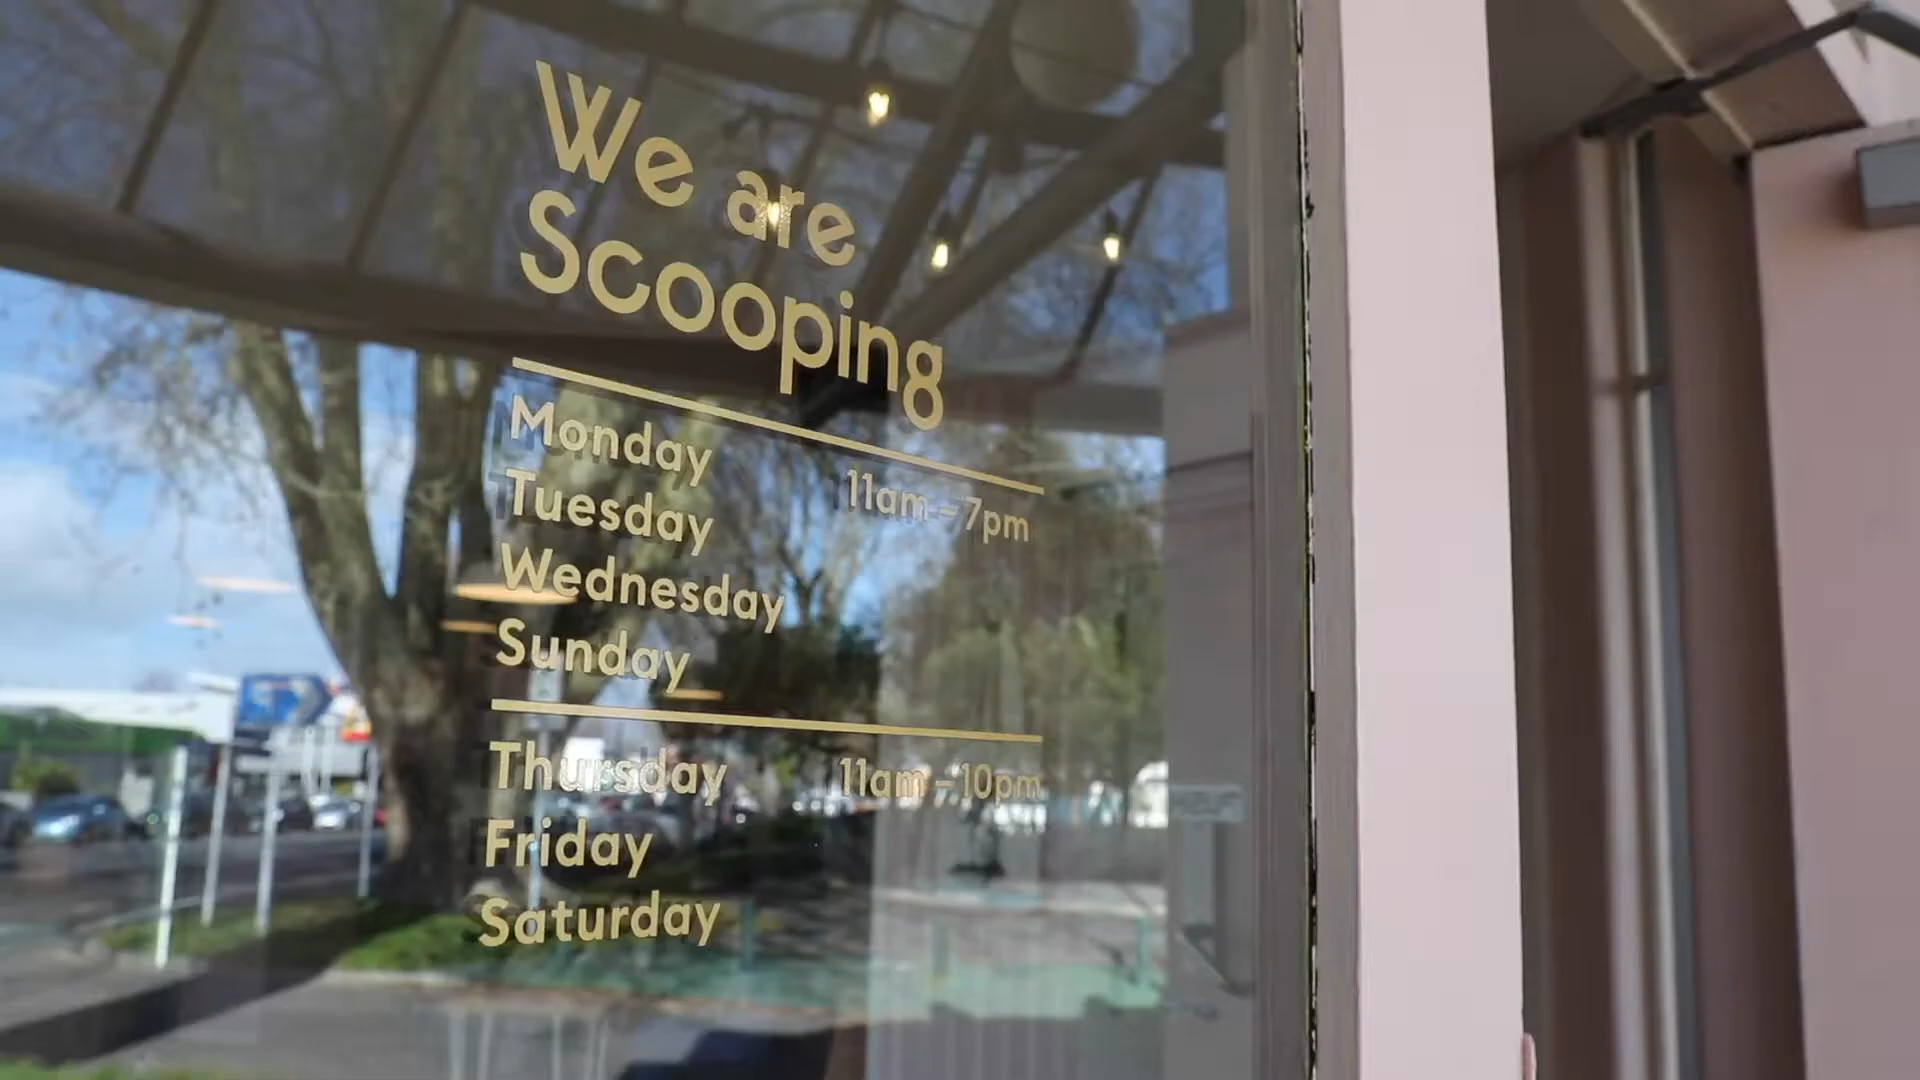 We are
Scooping
Monday 11am – 7pm
Tuesday
Wednesday
Sunday
Thursday 11am – 10pm
Friday
Saturday